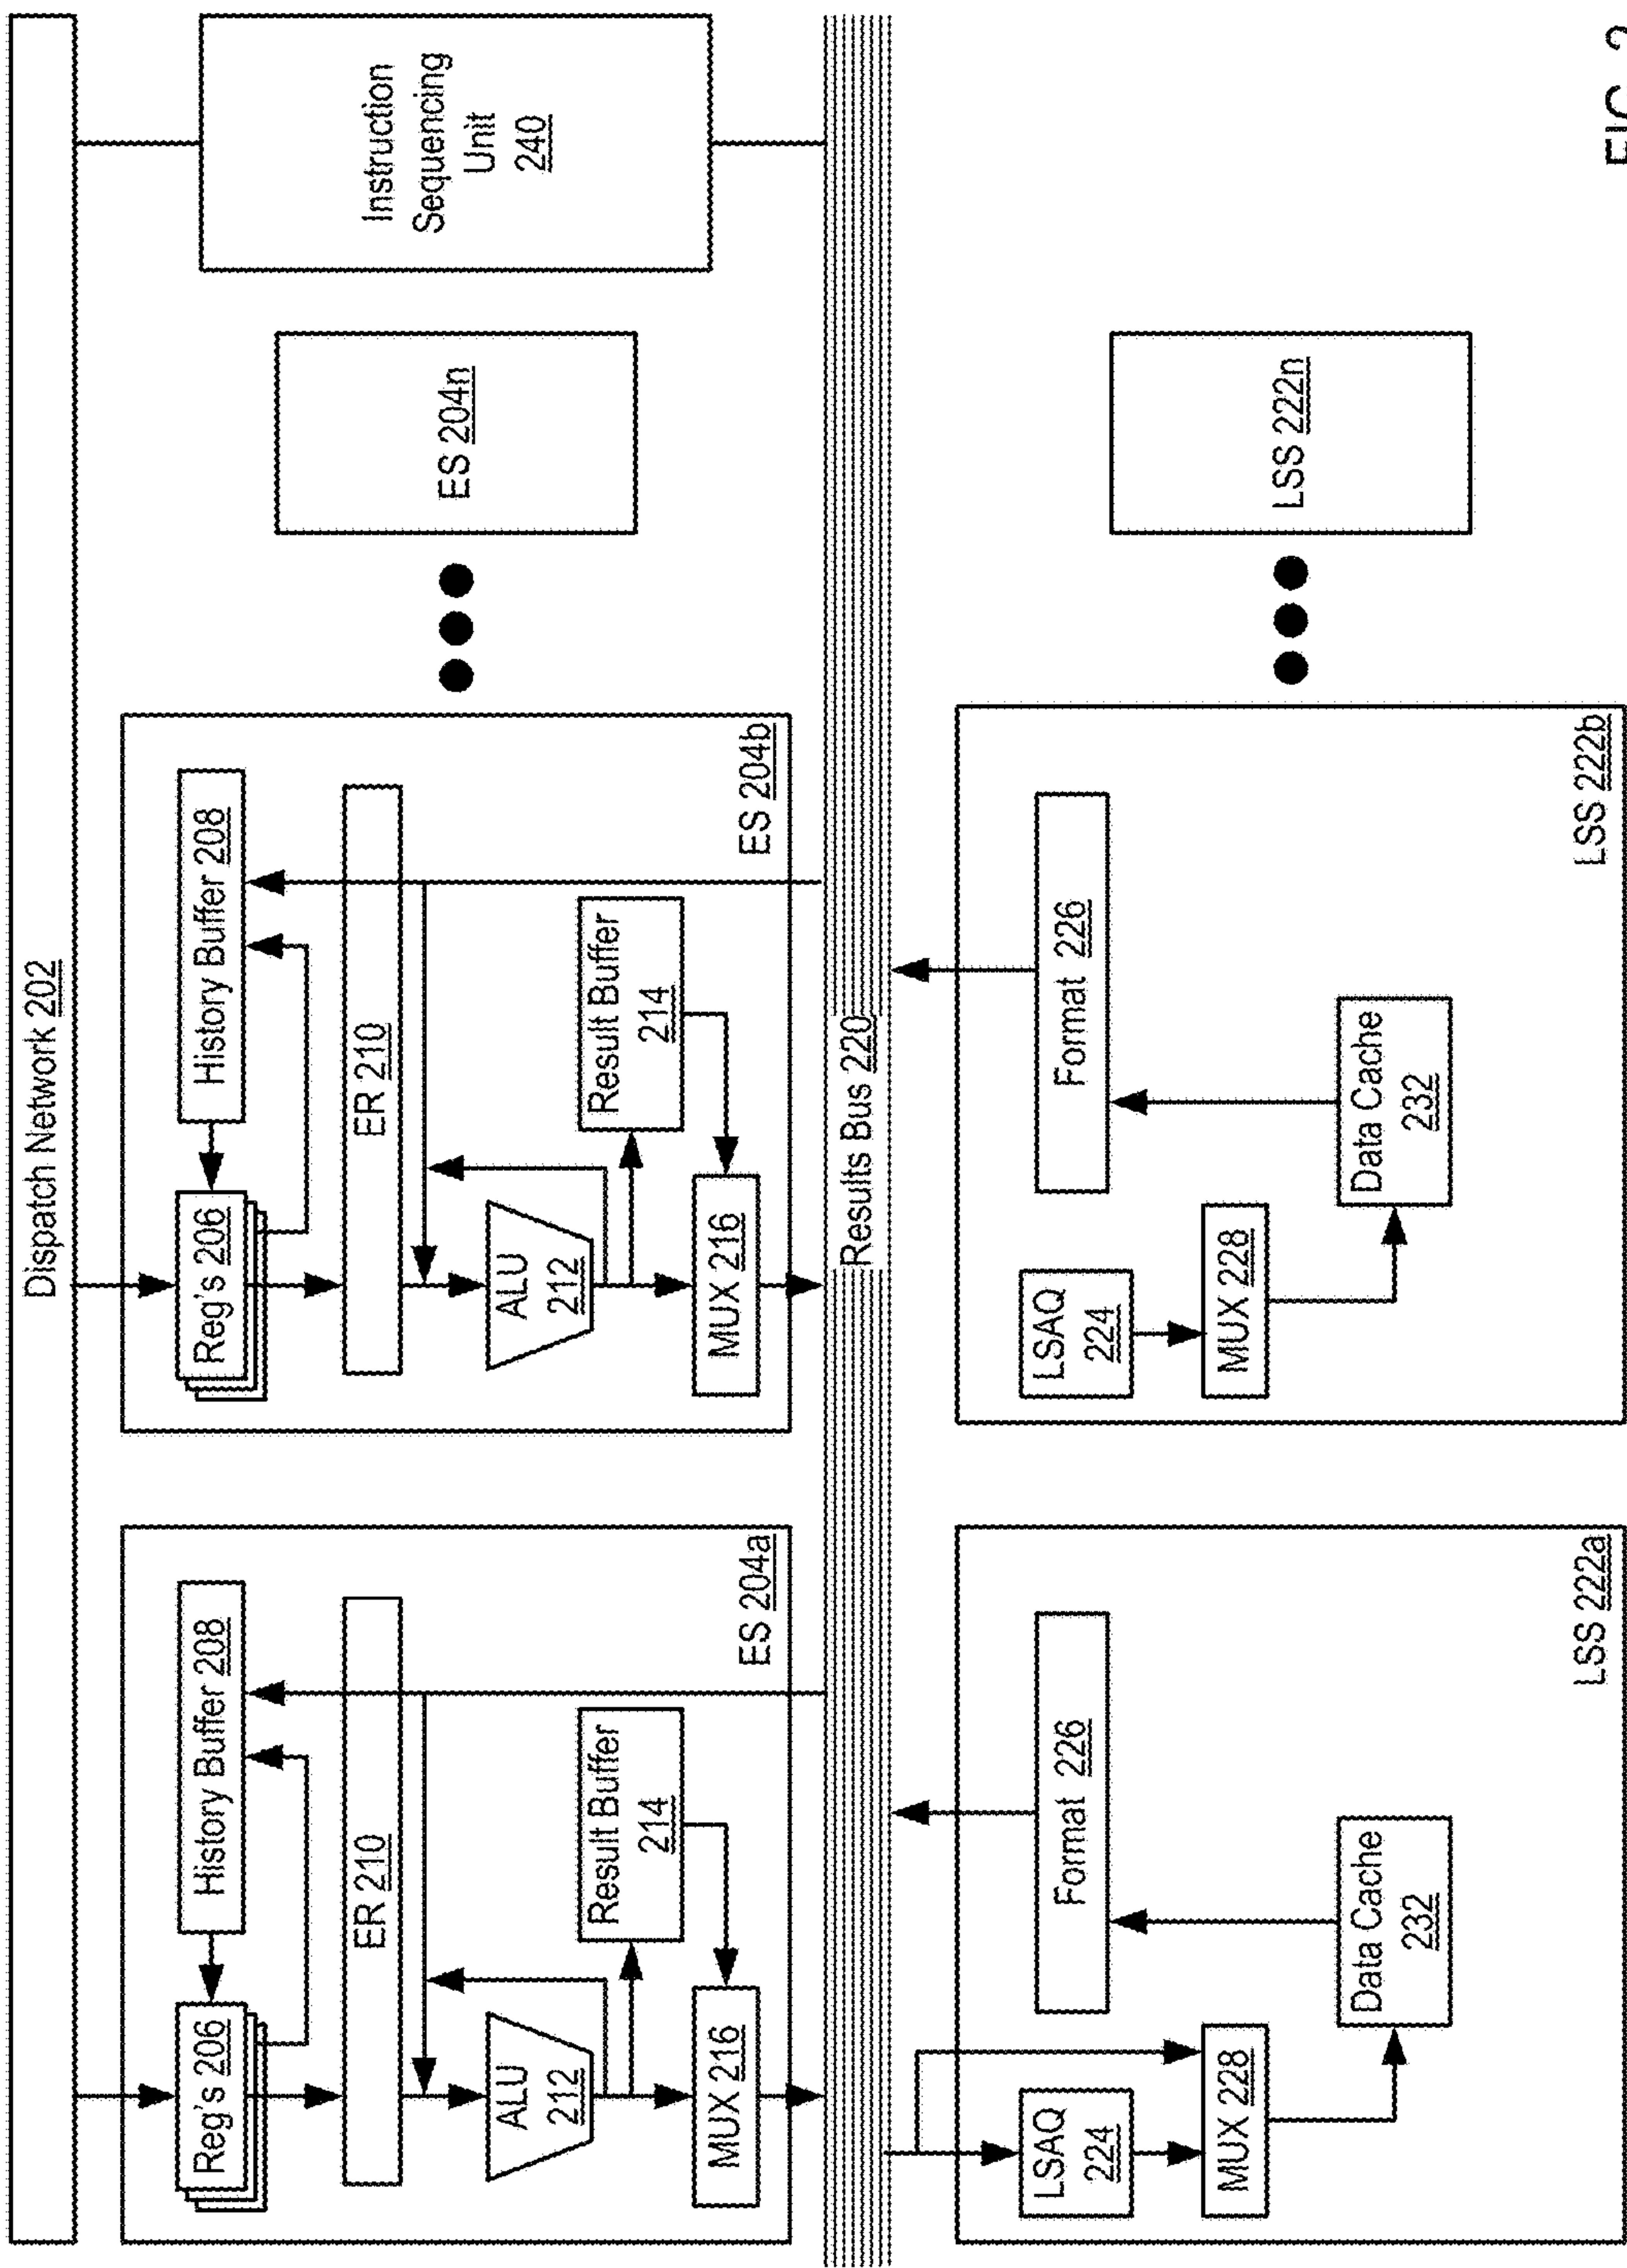 Dispatch Network 202
Reg's 206
History Buffer 208
ER 210
ALU
212
Result Buffer
214
MUX 216
ES 204a
Reg's 206
History Buffer 208
ER 210
ALU
212
Result Buffer
214
MUX 216
ES 204b
ES 204n
Instruction
Sequencing
Unit
240
Results Bus 220
LSAQ
224
MUX 228
Format 226
Data Cache
232
LSS 222a
LSAQ
224
MUX 228
Format 226
Data Cache
232
LSS 222b
LSS 222n